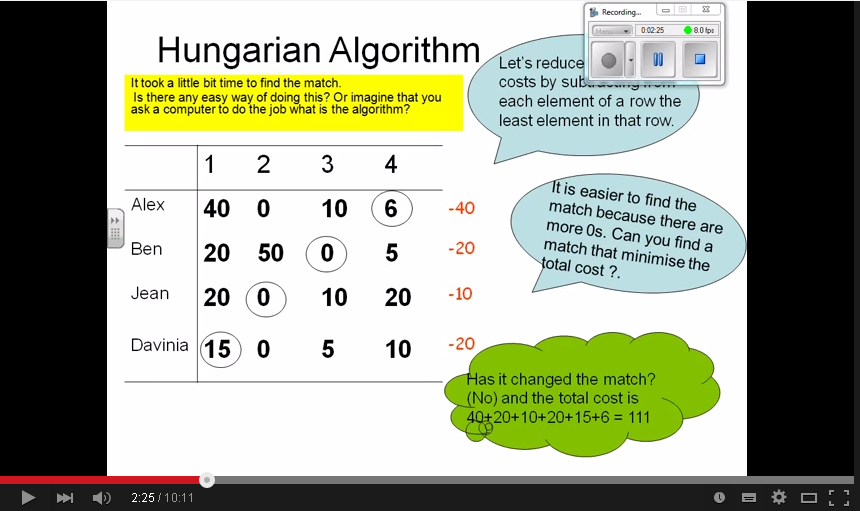 Recording...
Menu
0:02:25
8.0 fps
Hungarian Algorithm
It took a little bit time to find the match.
Is there any easy way of doing this? Or imagine that you
ask a computer to do the job what is the algorithm?
Let's reduce
costs by subtracting from
each element of a row the
least element in that row.
1 2 3 4
Alex 40 0 10 6 -40
Ben 20 50 0 5 -20
Jean 20 0 10 20 -10
Davinia 15 0 5 10 -20
It is easier to find the
match because there are
more 0s. Can you find a
match that minimise the
total cost ?.
Has it changed the match?
(No) and the total cost is
40+20+10+20+15+6 = 111
2:25 / 10:11